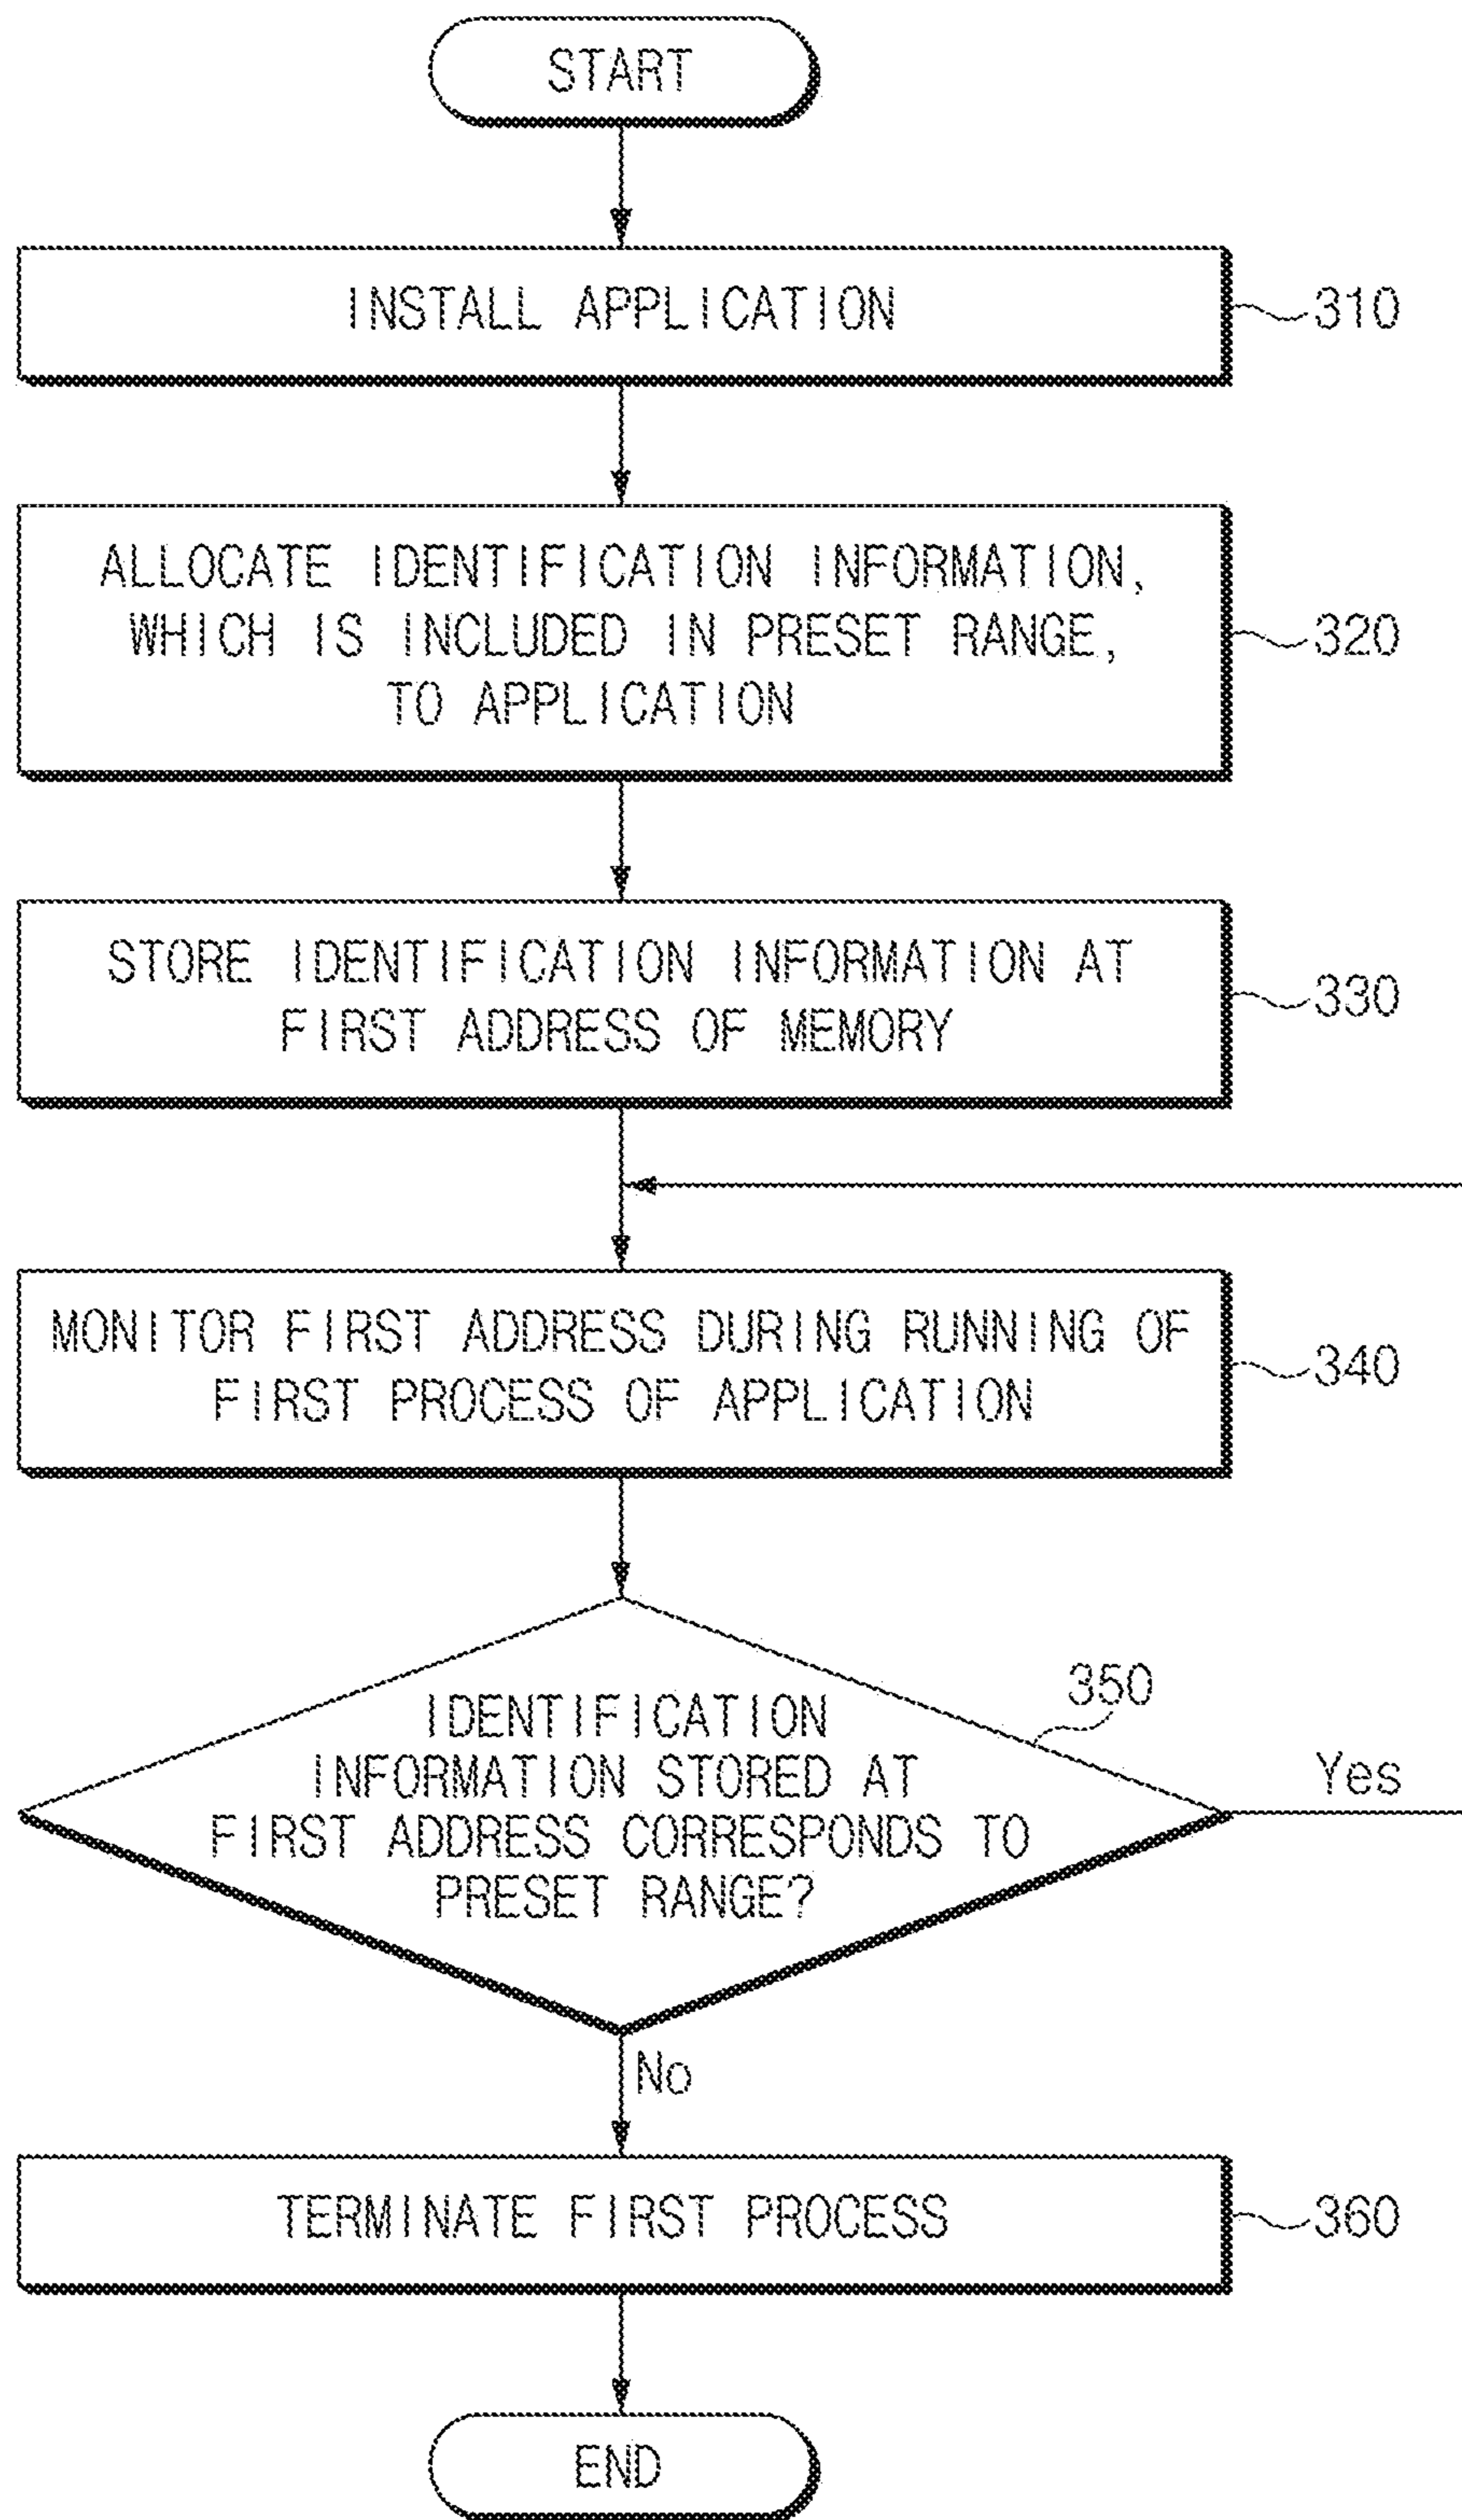 START
INSTALL APPLICATION
310
ALLOCATE IDENTIFICATION INFORMATION,
WHICH IS INCLUDED IN PRESET RANGE,
TO APPLICATION
320
STORE IDENTIFICATION INFORMATION AT
FIRST ADDRESS OF MEMORY
330
MONITOR FIRST ADDRESS DURING RUNNING OF
FIRST PROCESS OF APPLICATION
340
350
IDENTIFICATION
INFORMATION STORED AT
FIRST ADDRESS CORRESPONDS TO
PRESET RANGE?
Yes
No
TERMINATE FIRST PROCESS
360
END